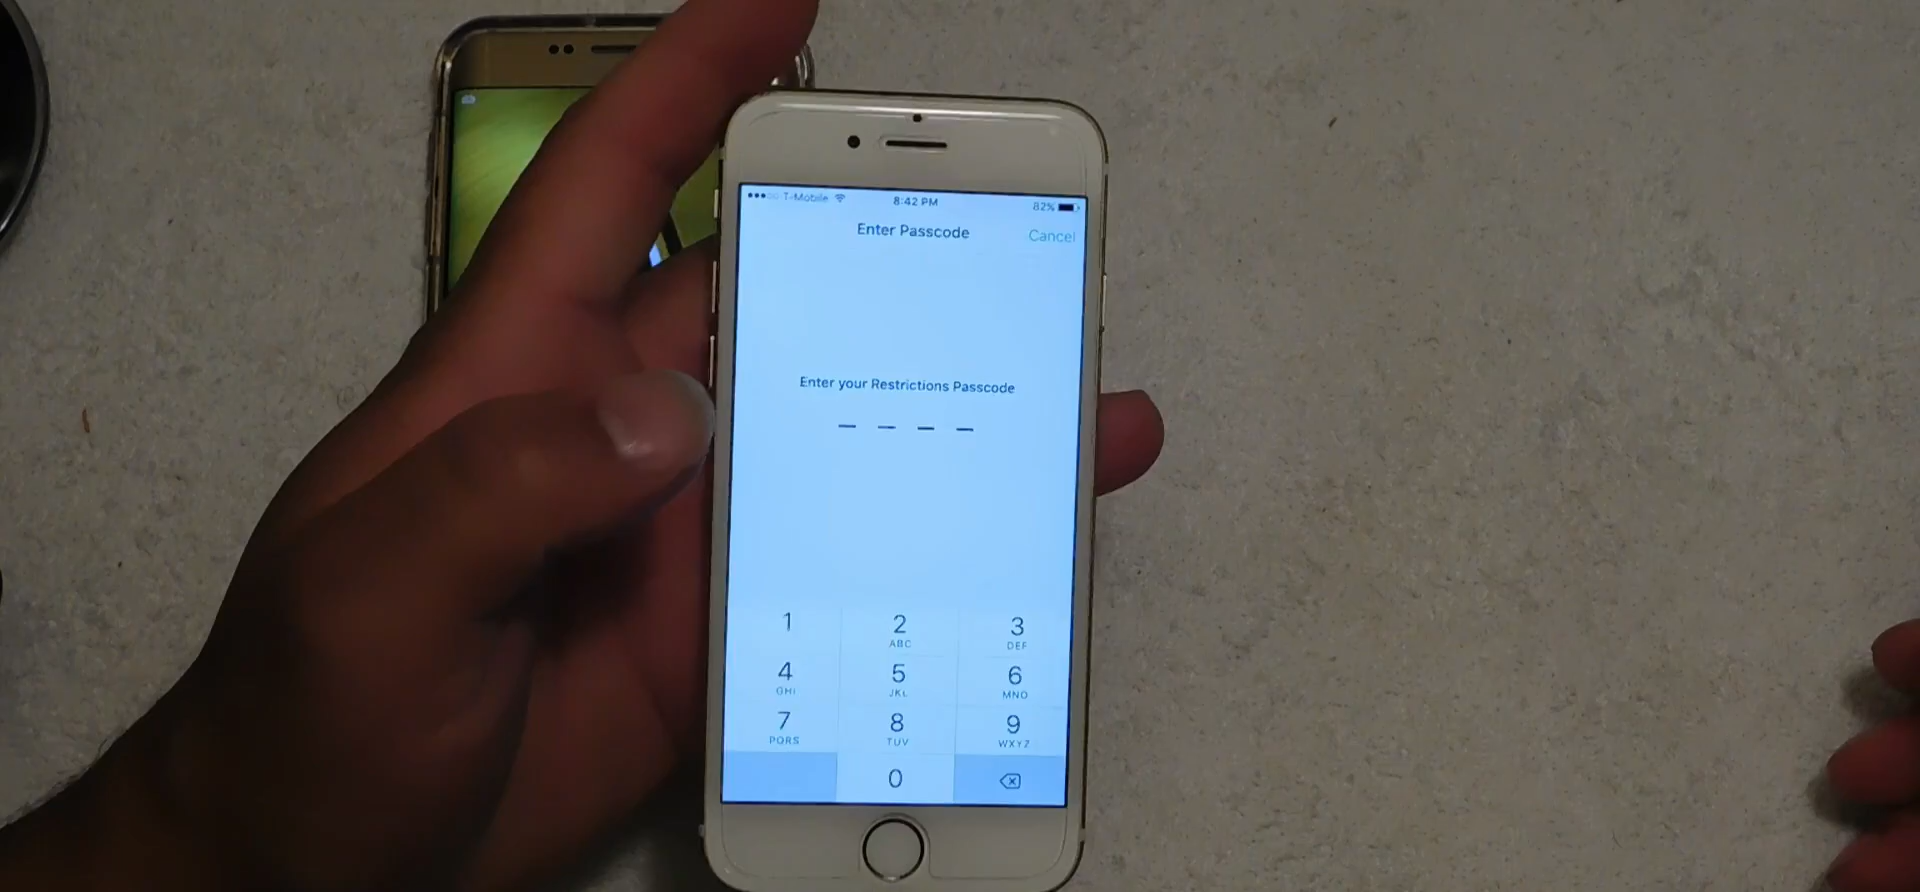 T-Mobile 8:42 PM 82%
Enter Passcode Cancel
Enter your Restrictions Passcode
1 2 3
ABC DEF
4 5 6
GHI JKL MNO
7 8 9
PQRS TUV WXYZ
0